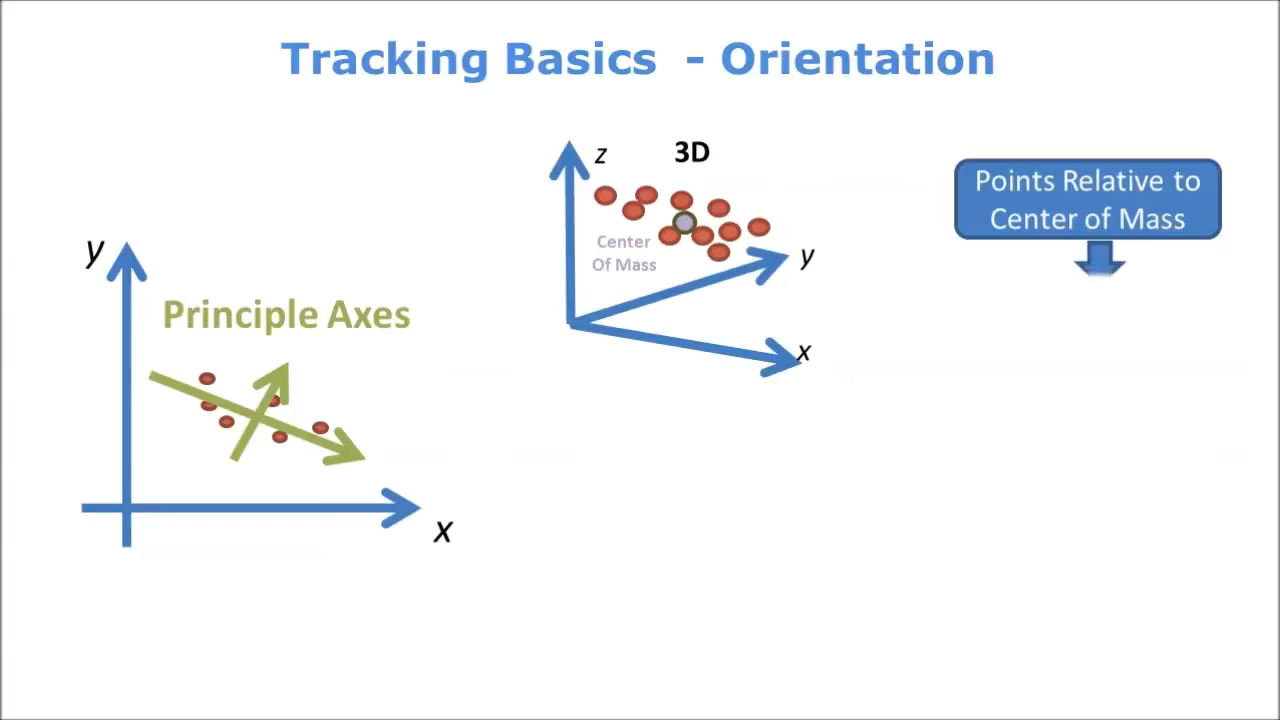 Tracking Basics - Orientation
y
Principle Axes
x
z
3D
Center
Of Mass
y
x
Points Relative to
Center of Mass